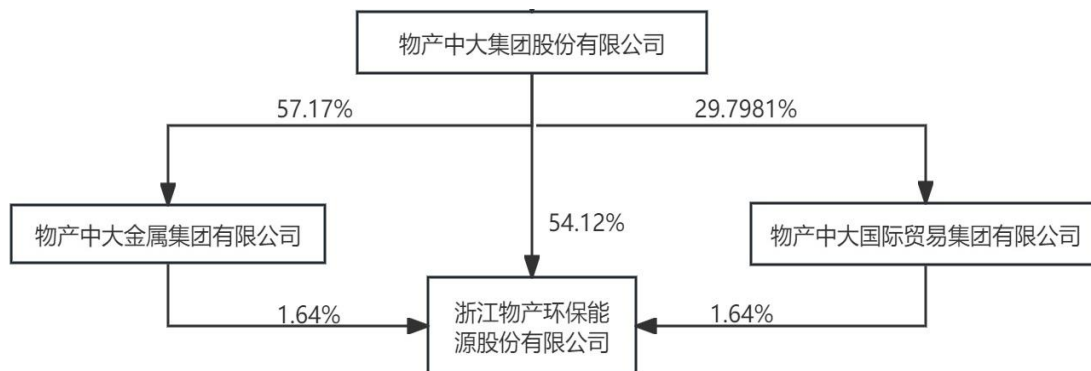 物产中大集团股份有限公司
57.17%
29.7981%
物产中大金属集团有限公司
54.12%
物产中大国际贸易集团有限公司
1.64%
浙江物产环保能
源股份有限公司
1.64%